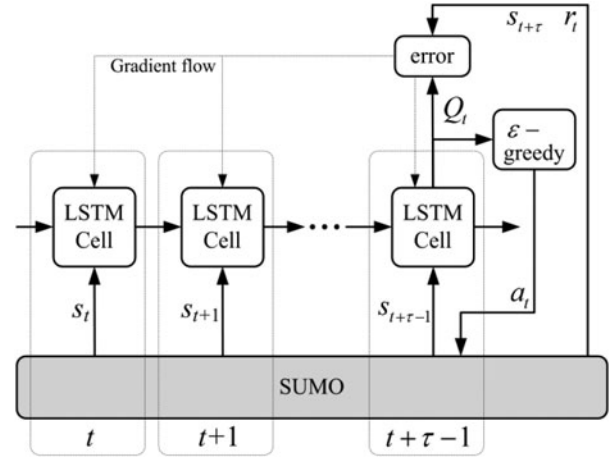 s_{t+τ} r_t
error
Gradient flow
Q_t
ε –
greedy
LSTM
Cell
LSTM
Cell
LSTM
Cell
s_t
s_{t+1}
s_{t+τ-1}
a_t
SUMO
t
t+1
t + τ − 1